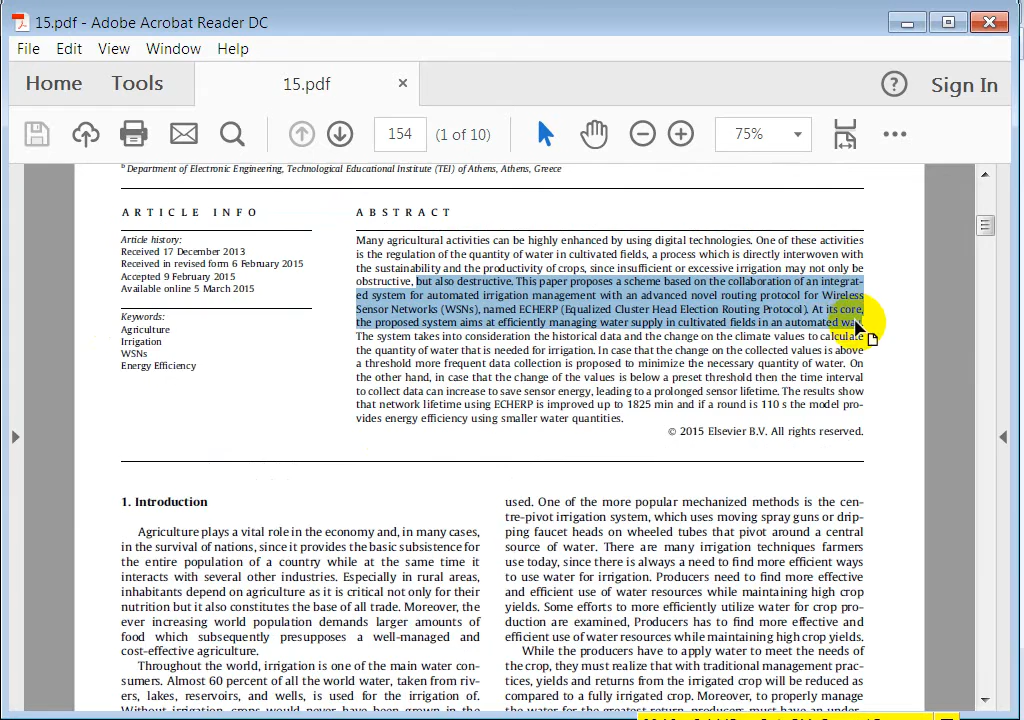 15.pdf - Adobe Acrobat Reader DC
File Edit View Window Help
Home Tools 15.pdf × ? Sign In
154 (1 of 10) 75%
b Department of Electronic Engineering, Technological Educational Institute (TEI) of Athens, Athens, Greece
ARTICLE INFO
Article history:
Received 17 December 2013
Received in revised form 6 February 2015
Accepted 9 February 2015
Available online 5 March 2015
Keywords:
Agriculture
Irrigation
WSNs
Energy Efficiency
ABSTRACT
Many agricultural activities can be highly enhanced by using digital technologies. One of these activities
is the regulation of the quantity of water in cultivated fields, a process which is directly interwoven with
the sustainability and the productivity of crops, since insufficient or excessive irrigation may not only be
obstructive, but also destructive. This paper proposes a scheme based on the collaboration of an integrat-
ed system for automated irrigation management with an advanced novel routing protocol for Wireless
Sensor Networks (WSNs), named ECHERP (Equalized Cluster Head Election Routing Protocol). At its core,
the proposed system aims at efficiently managing water supply in cultivated fields in an automated way.
The system takes into consideration the historical data and the change on the climate values to calculate
the quantity of water that is needed for irrigation. In case that the change on the collected values is above
a threshold more frequent data collection is proposed to minimize the necessary quantity of water. On
the other hand, in case that the change of the values is below a preset threshold then the time interval
to collect data can increase to save sensor energy, leading to a prolonged sensor lifetime. The results show
that network lifetime using ECHERP is improved up to 1825 min and if a round is 110 s the model pro-
vides energy efficiency using smaller water quantities.
© 2015 Elsevier B.V. All rights reserved.
1. Introduction
Agriculture plays a vital role in the economy and, in many cases,
in the survival of nations, since it provides the basic subsistence for
the entire population of a country while at the same time it
interacts with several other industries. Especially in rural areas,
inhabitants depend on agriculture as it is critical not only for their
nutrition but it also constitutes the base of all trade. Moreover, the
ever increasing world population demands larger amounts of
food which subsequently presupposes a well-managed and
cost-effective agriculture.
Throughout the world, irrigation is one of the main water con-
sumers. Almost 60 percent of all the world water, taken from riv-
ers, lakes, reservoirs, and wells, is used for the irrigation of.
Without irrigation, crops would never have been grown in the
used. One of the more popular mechanized methods is the cen-
tre-pivot irrigation system, which uses moving spray guns or drip-
ping faucet heads on wheeled tubes that pivot around a central
source of water. There are many irrigation techniques farmers
use today, since there is always a need to find more efficient ways
to use water for irrigation. Producers need to find more effective
and efficient use of water resources while maintaining high crop
yields. Some efforts to more efficiently utilize water for crop pro-
duction are examined, Producers has to find more effective and
efficient use of water resources while maintaining high crop yields.
While the producers have to apply water to meet the needs of
the crop, they must realize that with traditional management prac-
tices, yields and returns from the irrigated crop will be reduced as
compared to a fully irrigated crop. Moreover, to properly manage
the water for the greatest return, producers must have an under-